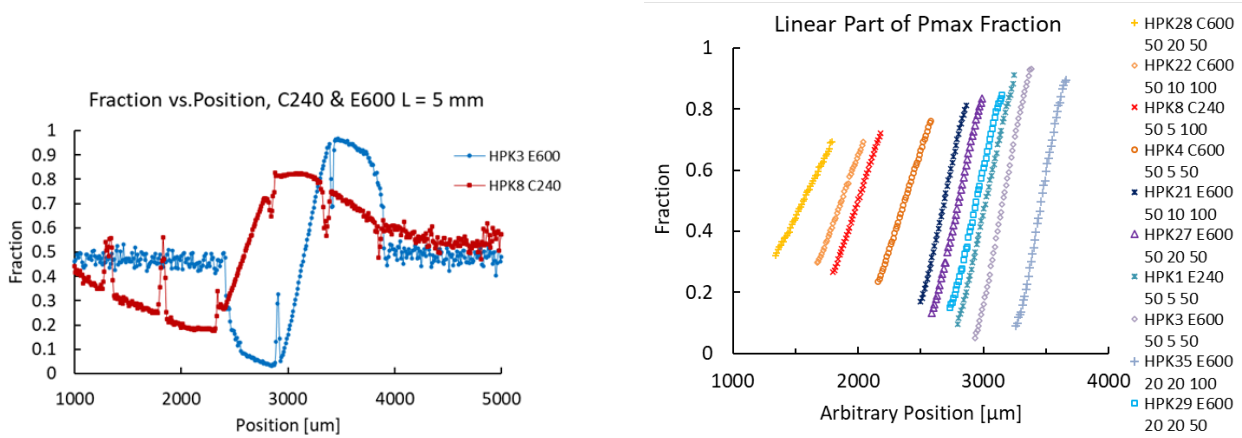 Fraction vs.Position, C240 & E600 L = 5 mm
Fraction
1
0.9
0.8
0.7
0.6
0.5
0.4
0.3
0.2
0.1
0
1000 2000 3000 4000 5000
Position [um]
HPK3 E600
HPK8 C240
Linear Part of Pmax Fraction
Fraction
1
0.8
0.6
0.4
0.2
0
1000 2000 3000 4000
Arbitrary Position [μm]
HPK28 C600
50 20 50
HPK22 C600
50 10 100
HPK8 C240
50 5 100
HPK4 C600
50 5 50
HPK21 E600
50 10 100
HPK27 E600
50 20 50
HPK1 E240
50 5 50
HPK3 E600
50 5 50
HPK35 E600
20 20 100
HPK29 E600
20 20 50